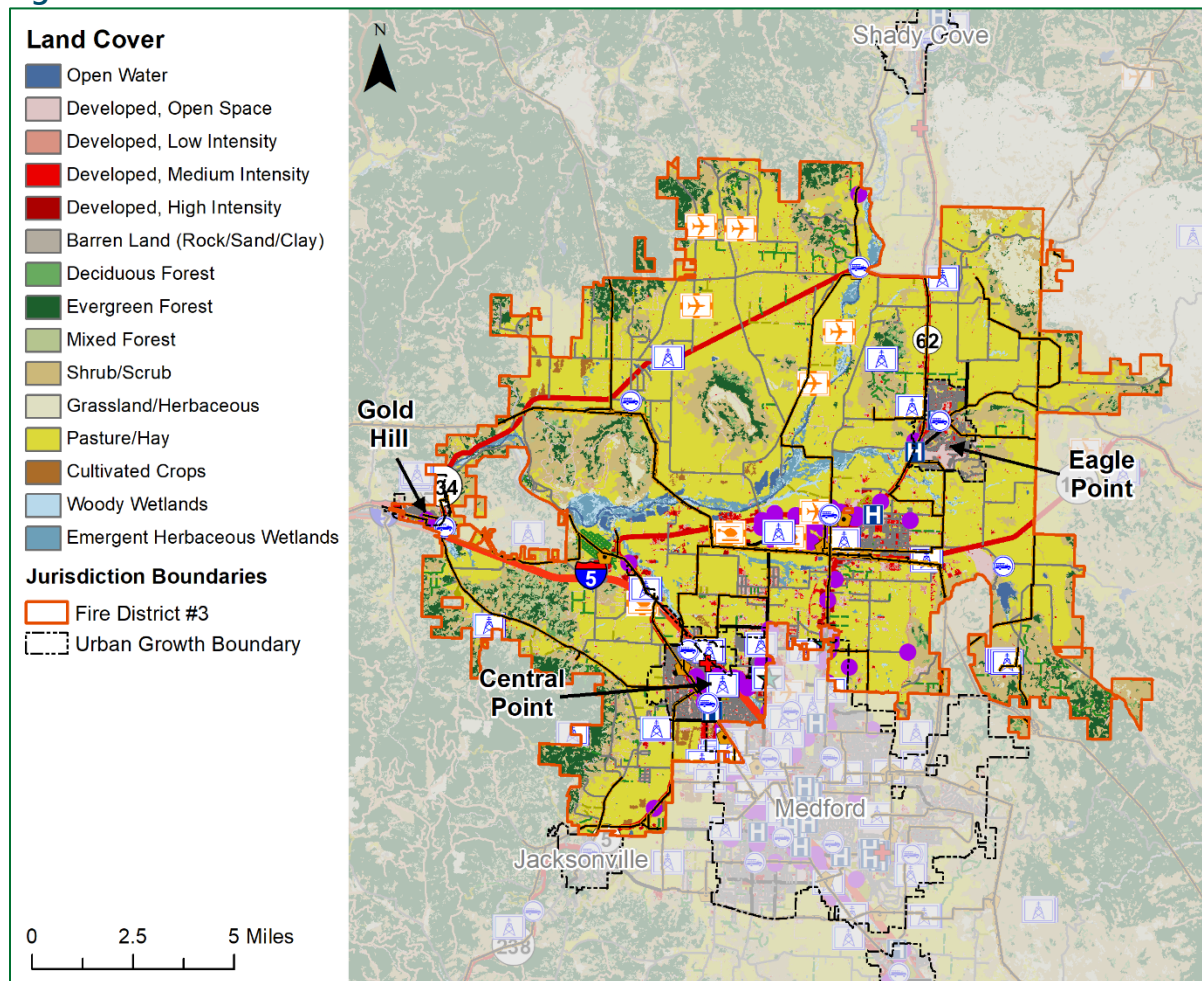 Land Cover
Open Water
Developed, Open Space
Developed, Low Intensity
Developed, Medium Intensity
Developed, High Intensity
Barren Land (Rock/Sand/Clay)
Deciduous Forest
Evergreen Forest
Mixed Forest
Shrub/Scrub
Grassland/Herbaceous
Pasture/Hay
Cultivated Crops
Woody Wetlands
Emergent Herbaceous Wetlands
Jurisdiction Boundaries
Fire District #3
Urban Growth Boundary
0 2.5 5 Miles
N
H
Shady Cove
62
Gold
Hill
34
H
Eagle
Point
H
5
Central
Point
H
Medford
H
H
H
H
H
Jacksonville
5
238
H